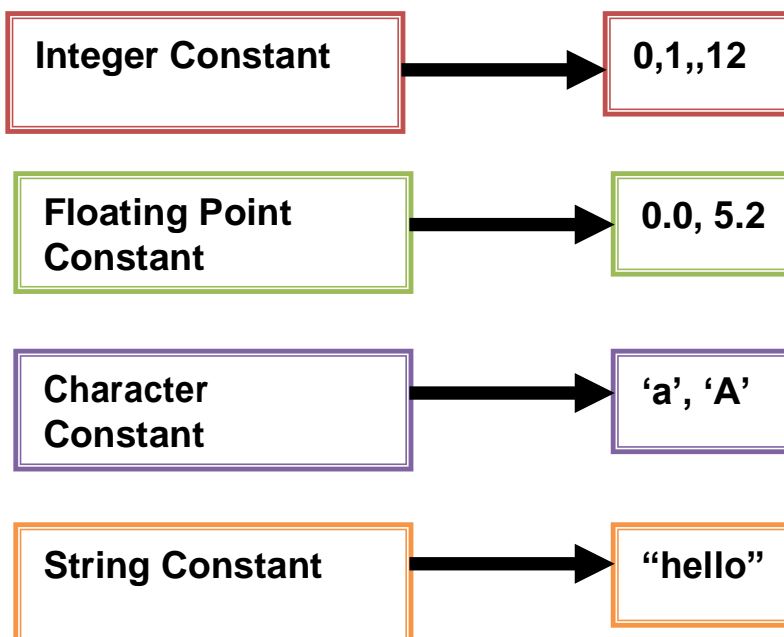 Integer Constant
0,1,,12
Floating Point
Constant
0.0, 5.2
Character
Constant
‘a’, ‘A’
String Constant
“hello”